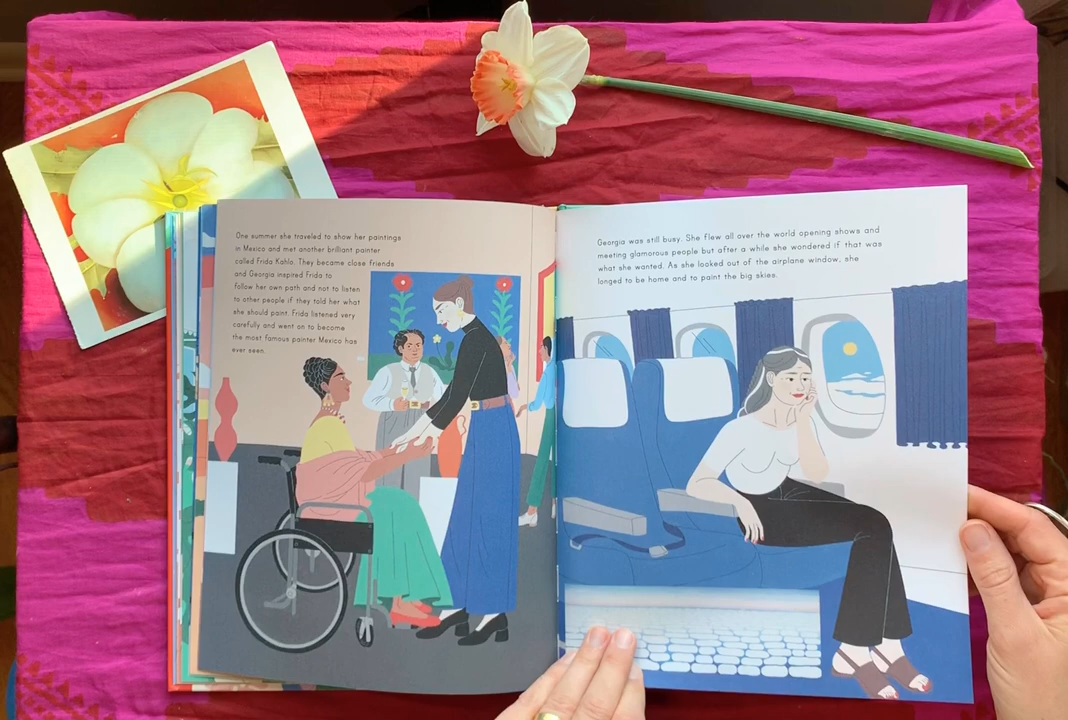 One summer she traveled to show her paintings
in Mexico and met another brilliant painter
called Frida Kahlo. They became close friends
and Georgia inspired Frida to
follow her own path and not to listen
to other people if they told her what
she should paint. Frida listened very
carefully and went on to become
the most famous painter Mexico has
ever seen.
Georgia was still busy. She flew all over the world opening shows and
meeting glamorous people but after a while she wondered if that was
what she wanted. As she looked out of the airplane window, she
longed to be home and to paint the big skies.